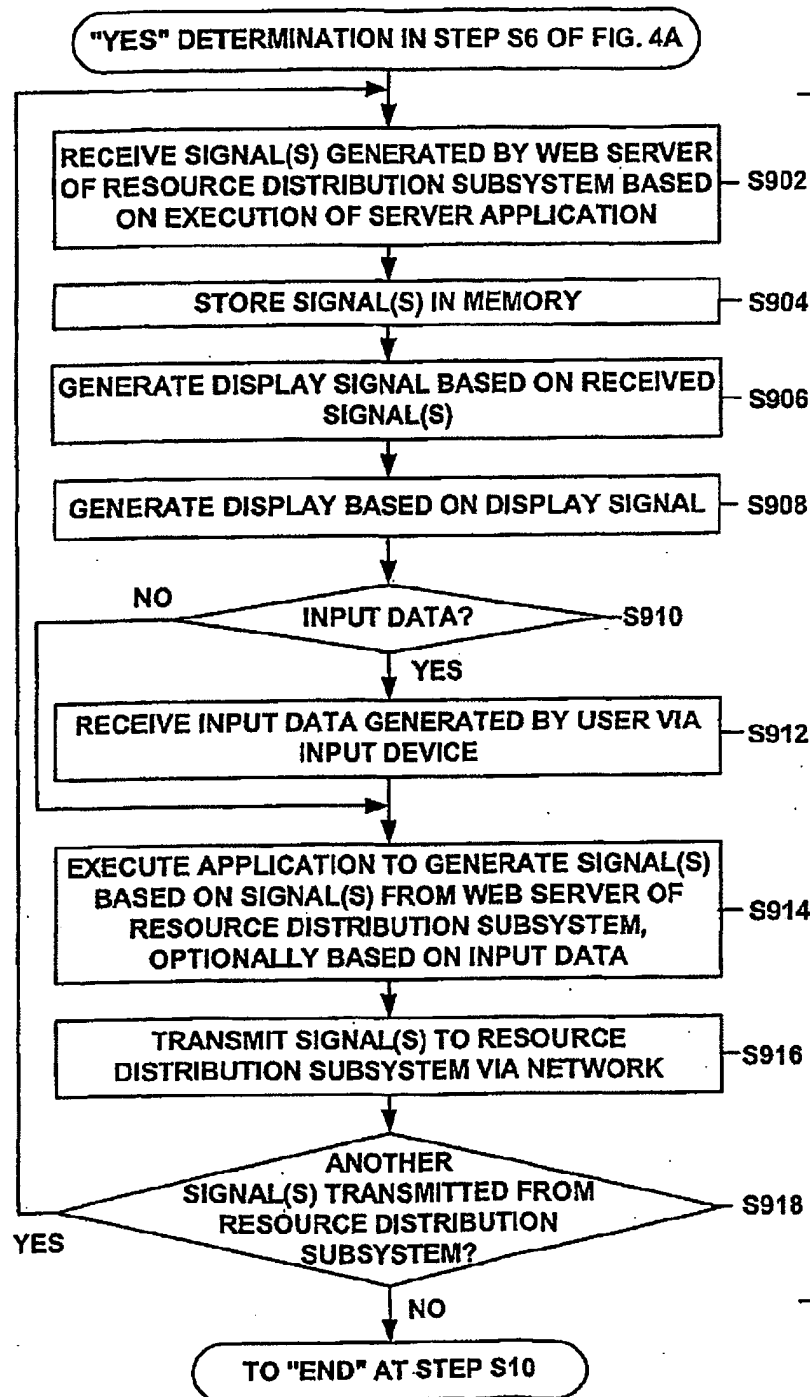 "YES" DETERMINATION IN STEP S6 OF FIG. 4A
RECEIVE SIGNAL(S) GENERATED BY WEB SERVER
OF RESOURCE DISTRIBUTION SUBSYSTEM BASED
ON EXECUTION OF SERVER APPLICATION
S902
STORE SIGNAL(S) IN MEMORY
S904
GENERATE DISPLAY SIGNAL BASED ON RECEIVED
SIGNAL(S)
S906
GENERATE DISPLAY BASED ON DISPLAY SIGNAL
S908
NO
INPUT DATA?
S910
YES
RECEIVE INPUT DATA GENERATED BY USER VIA
INPUT DEVICE
S912
EXECUTE APPLICATION TO GENERATE SIGNAL(S)
BASED ON SIGNAL(S) FROM WEB SERVER OF
RESOURCE DISTRIBUTION SUBSYSTEM,
OPTIONALLY BASED ON INPUT DATA
S914
TRANSMIT SIGNAL(S) TO RESOURCE
DISTRIBUTION SUBSYSTEM VIA NETWORK
S916
ANOTHER
SIGNAL(S) TRANSMITTED FROM
RESOURCE DISTRIBUTION
SUBSYSTEM?
S918
YES
NO
TO "END" AT STEP S10